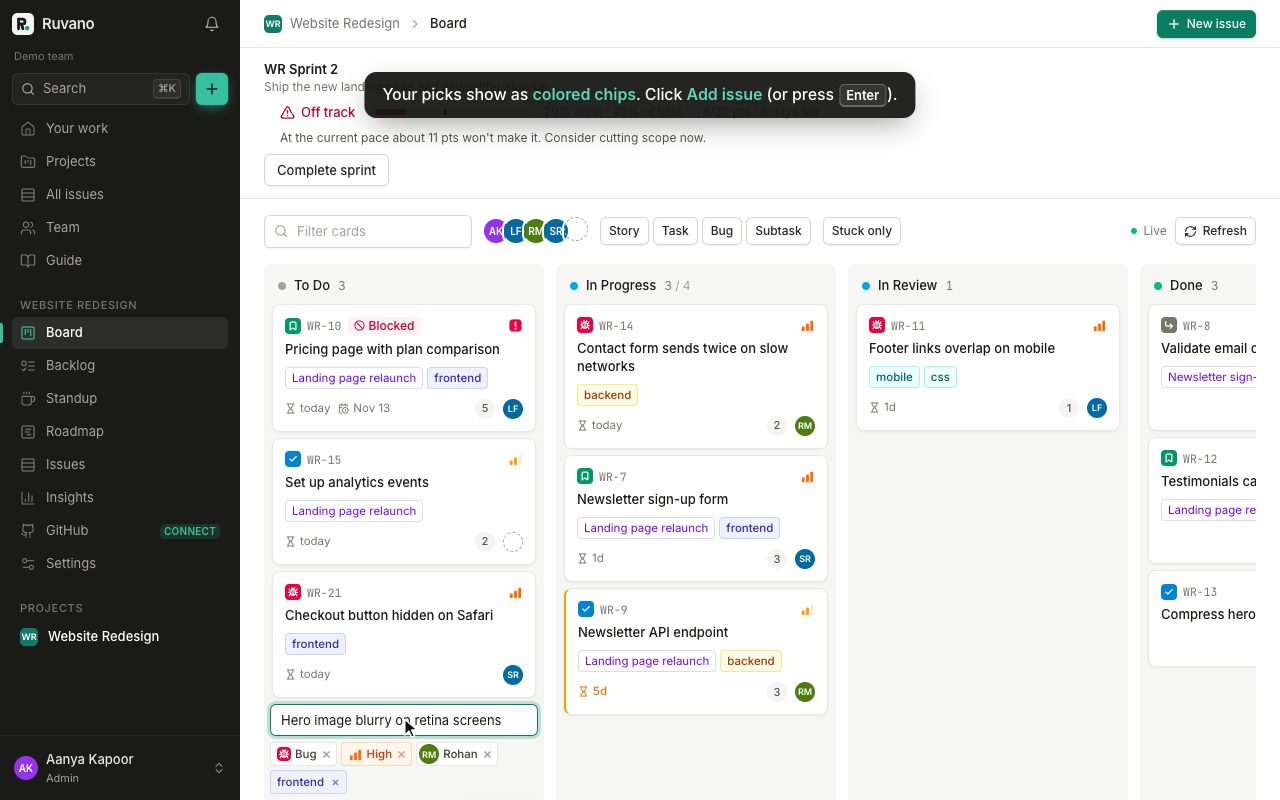 Ruvano
Demo team
Search ⌘K
Your work
Projects
All issues
Team
Guide
WEBSITE REDESIGN
Board
Backlog
Standup
Roadmap
Issues
Insights
GitHub CONNECT
Settings
PROJECTS
WR Website Redesign
AK Aanya Kapoor
Admin
WR Website Redesign > Board
New issue
WR Sprint 2
Ship the new landing
Your picks show as colored chips. Click Add issue (or press Enter).
Off track
At the current pace about 11 pts won't make it. Consider cutting scope now.
Complete sprint
Filter cards
AK LF RM SR
Story Task Bug Subtask Stuck only
Live Refresh
To Do 3
WR-10 Blocked
Pricing page with plan comparison
Landing page relaunch frontend
today Nov 13 5 LF
WR-15
Set up analytics events
Landing page relaunch
today 2
WR-21
Checkout button hidden on Safari
frontend
today SR
Hero image blurry on retina screens
Bug × High × RM Rohan ×
frontend ×
In Progress 3 / 4
WR-14
Contact form sends twice on slow
networks
backend
today 2 RM
WR-7
Newsletter sign-up form
Landing page relaunch frontend
1d 3 SR
WR-9
Newsletter API endpoint
Landing page relaunch backend
5d 3 RM
In Review 1
WR-11
Footer links overlap on mobile
mobile css
1d 1 LF
Done 3
WR-8
Validate email
Newsletter sign-
WR-12
Testimonials ca
Landing page re
WR-13
Compress hero